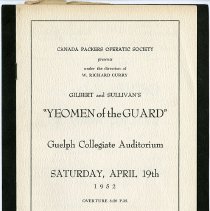 CANADA PACKERS OPERATIC SOCIETY
presents
under the direction of
W. RICHARD CURRY
GILBERT and SULLIVAN'S
"YEOMEN of the GUARD"
Guelph Collegiate Auditorium
SATURDAY, APRIL 19th
1952
OVERTURE 8:20 P.M.